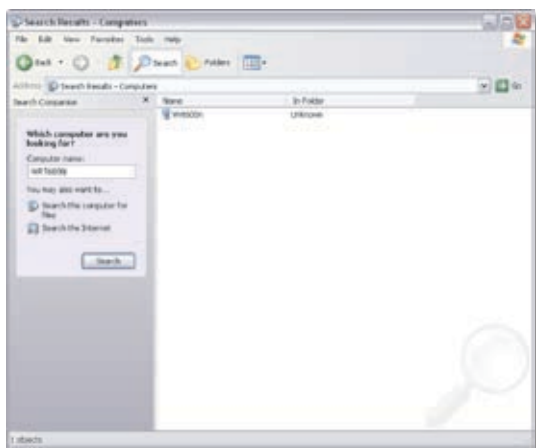 Search Results - Computers
File Edit View Favorites Tools Help
Back Search Folders
Address Search Results - Computers Go
Search Companion
Name In Folder
Unknown
Which computer are you
looking for?
Computer name:
You may also want to...
Search this computer for
files
Search the Internet
Search
1 objects